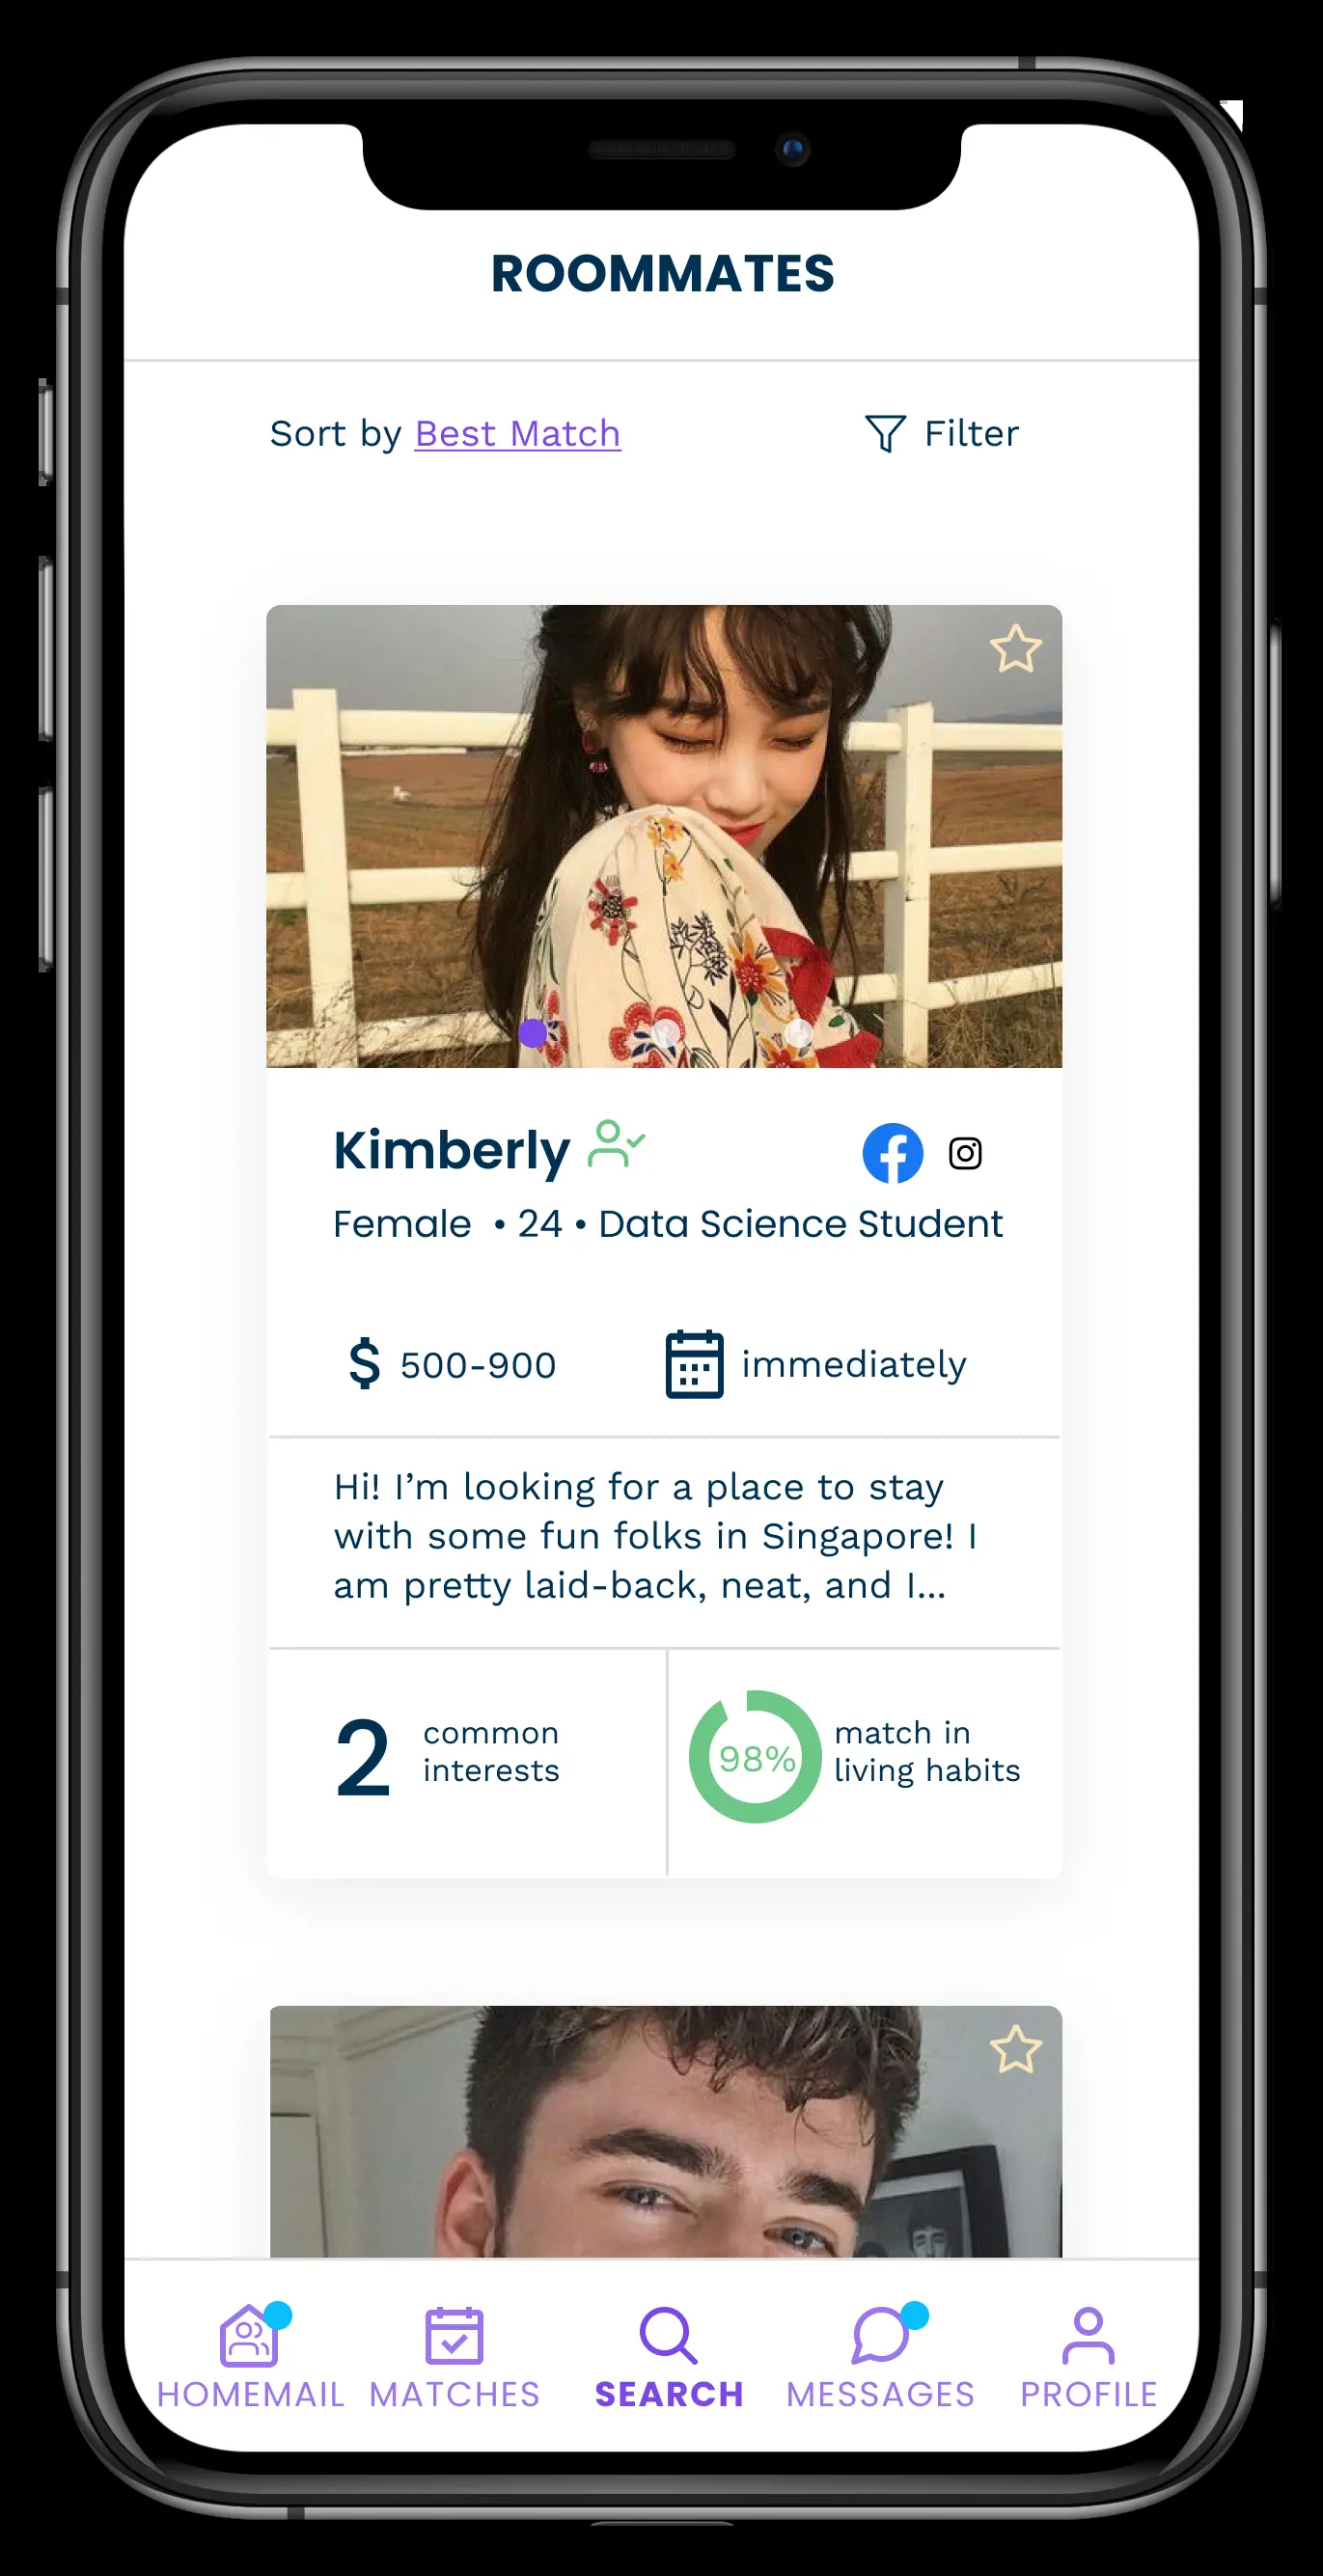 ROOMMATES
Sort by Best Match
Filter
Kimberly
Female • 24 • Data Science Student
$ 500-900
immediately
Hi! I’m looking for a place to stay
with some fun folks in Singapore! I
am pretty laid-back, neat, and I...
2
common
interests
98%
match in
living habits
HOMEMAIL
MATCHES
SEARCH
MESSAGES
PROFILE